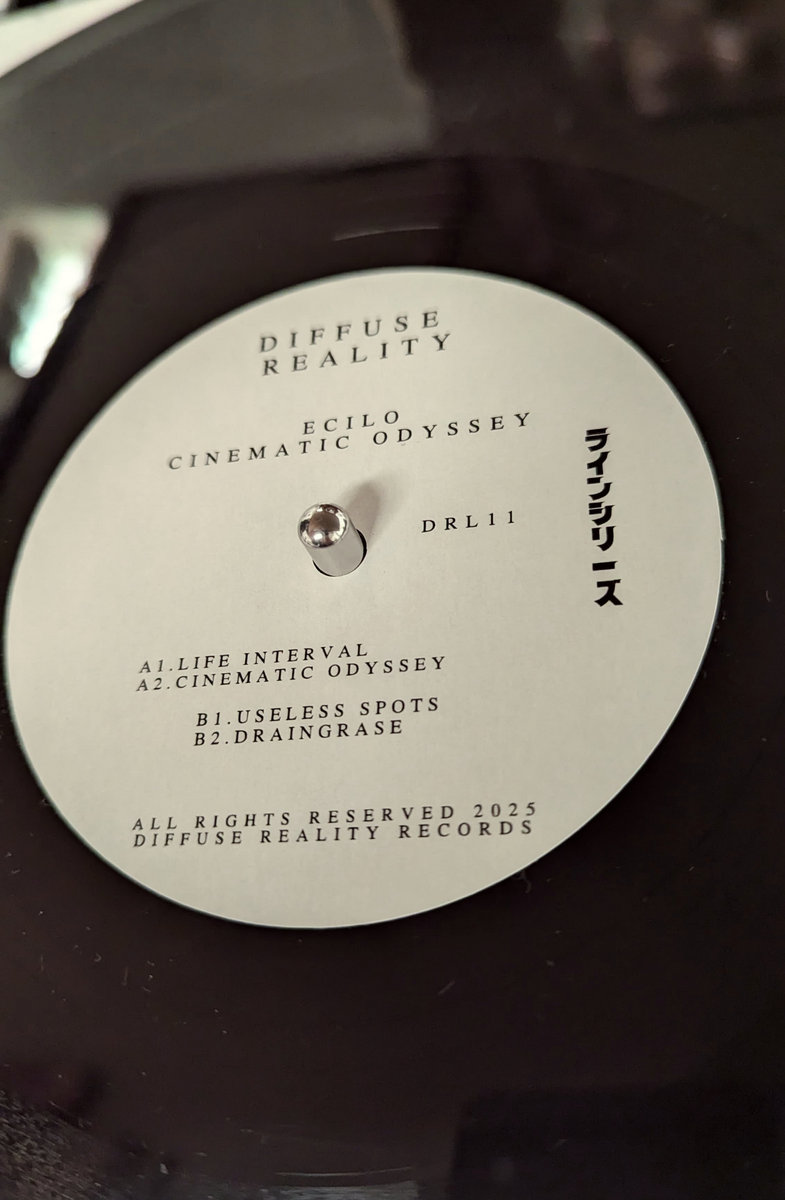 DIFFUSE
REALITY
ECILO
CINEMATIC ODYSSEY
DRL11
ラインシリーズ
A1.LIFE INTERVAL
A2.CINEMATIC ODYSSEY
B1.USELESS SPOTS
B2.DRAINGRASE
ALL RIGHTS RESERVED 2025
DIFFUSE REALITY RECORDS